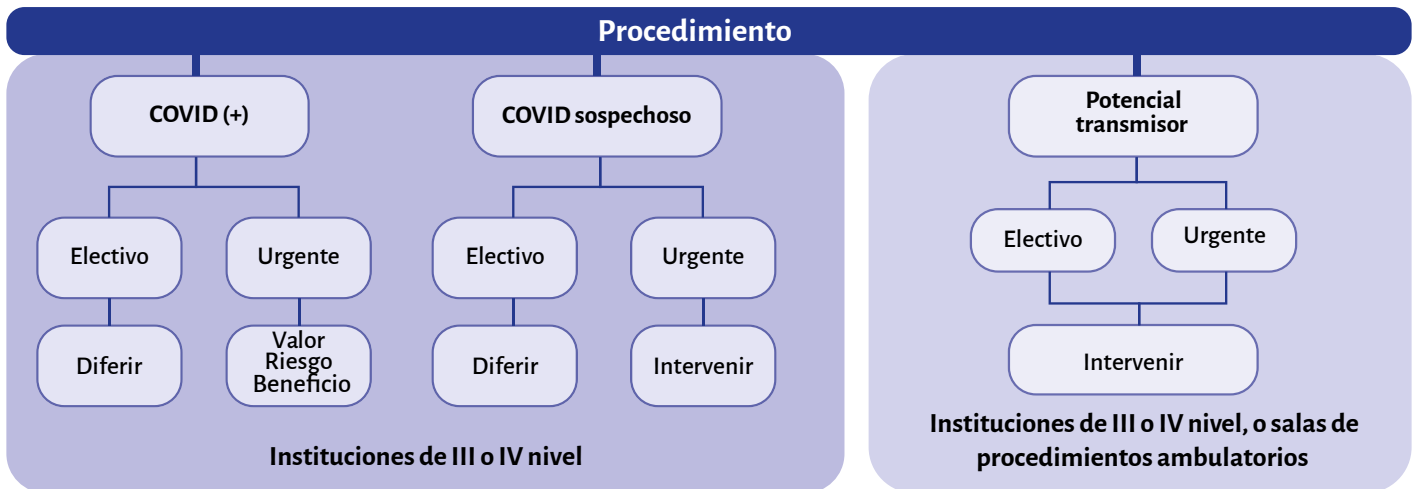 Procedimiento
COVID (+)
COVID sospechoso
Potencial
transmisor
Electivo
Urgente
Electivo
Urgente
Electivo
Urgente
Diferir
Valor
Riesgo
Beneficio
Diferir
Intervenir
Intervenir
Instituciones de III o IV nivel
Instituciones de III o IV nivel, o salas de
procedimientos ambulatorios